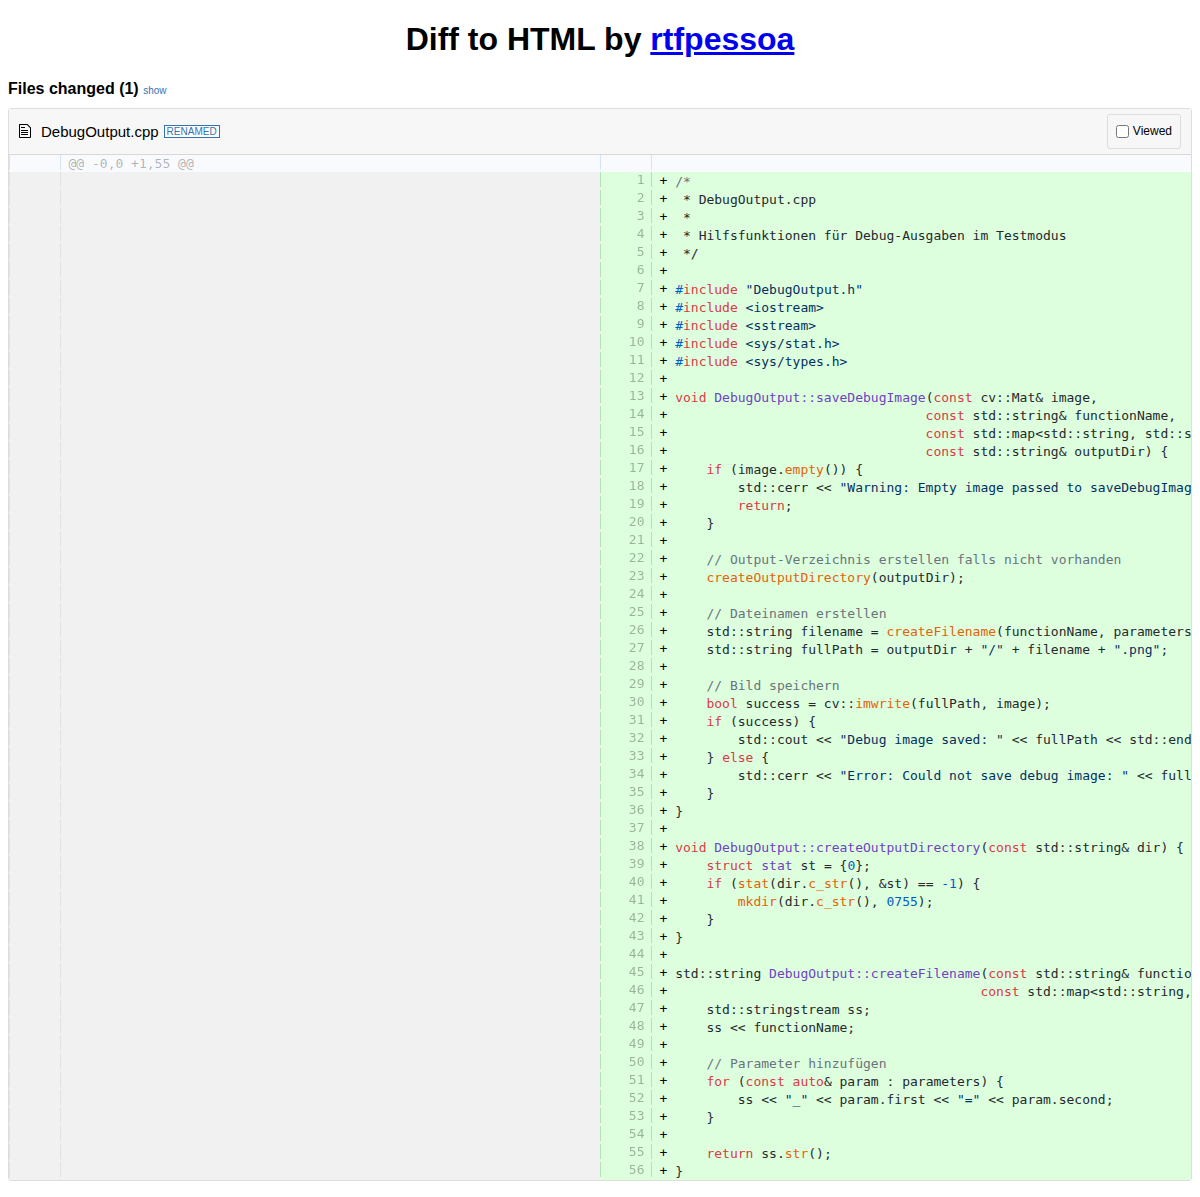 Diff to HTML by rtfpessoa
Files changed (1) show
DebugOutput.cpp RENAMED Viewed
@@ -0,0 +1,55 @@
1 + /*
2 +  * DebugOutput.cpp
3 +  *
4 +  * Hilfsfunktionen für Debug-Ausgaben im Testmodus
5 +  */
6 +
7 + #include "DebugOutput.h"
8 + #include <iostream>
9 + #include <sstream>
10 + #include <sys/stat.h>
11 + #include <sys/types.h>
12 +
13 + void DebugOutput::saveDebugImage(const cv::Mat& image,
14 +                                 const std::string& functionName,
15 +                                 const std::map<std::string, std::s
16 +                                 const std::string& outputDir) {
17 +     if (image.empty()) {
18 +         std::cerr << "Warning: Empty image passed to saveDebugImag
19 +         return;
20 +     }
21 +
22 +     // Output-Verzeichnis erstellen falls nicht vorhanden
23 +     createOutputDirectory(outputDir);
24 +
25 +     // Dateinamen erstellen
26 +     std::string filename = createFilename(functionName, parameters
27 +     std::string fullPath = outputDir + "/" + filename + ".png";
28 +
29 +     // Bild speichern
30 +     bool success = cv::imwrite(fullPath, image);
31 +     if (success) {
32 +         std::cout << "Debug image saved: " << fullPath << std::end
33 +     } else {
34 +         std::cerr << "Error: Could not save debug image: " << full
35 +     }
36 + }
37 +
38 + void DebugOutput::createOutputDirectory(const std::string& dir) {
39 +     struct stat st = {0};
40 +     if (stat(dir.c_str(), &st) == -1) {
41 +         mkdir(dir.c_str(), 0755);
42 +     }
43 + }
44 +
45 + std::string DebugOutput::createFilename(const std::string& functio
46 +                                        const std::map<std::string,
47 +     std::stringstream ss;
48 +     ss << functionName;
49 +
50 +     // Parameter hinzufügen
51 +     for (const auto& param : parameters) {
52 +         ss << "_" << param.first << "=" << param.second;
53 +     }
54 +
55 +     return ss.str();
56 + }